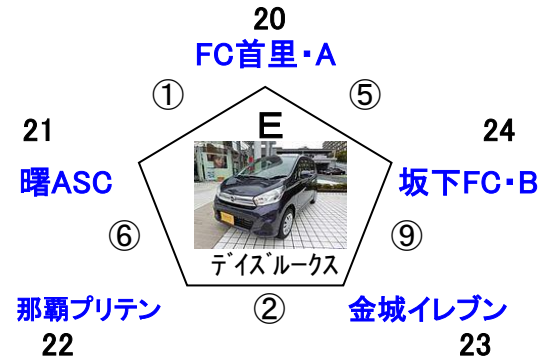 20
FC首里・A
①
⑤
E
21
24
曙ASC
坂下FC・B
⑥
⑨
ﾃﾞｲｽﾞﾙｰｸｽ
那覇プリテン
②
金城イレブン
22
23